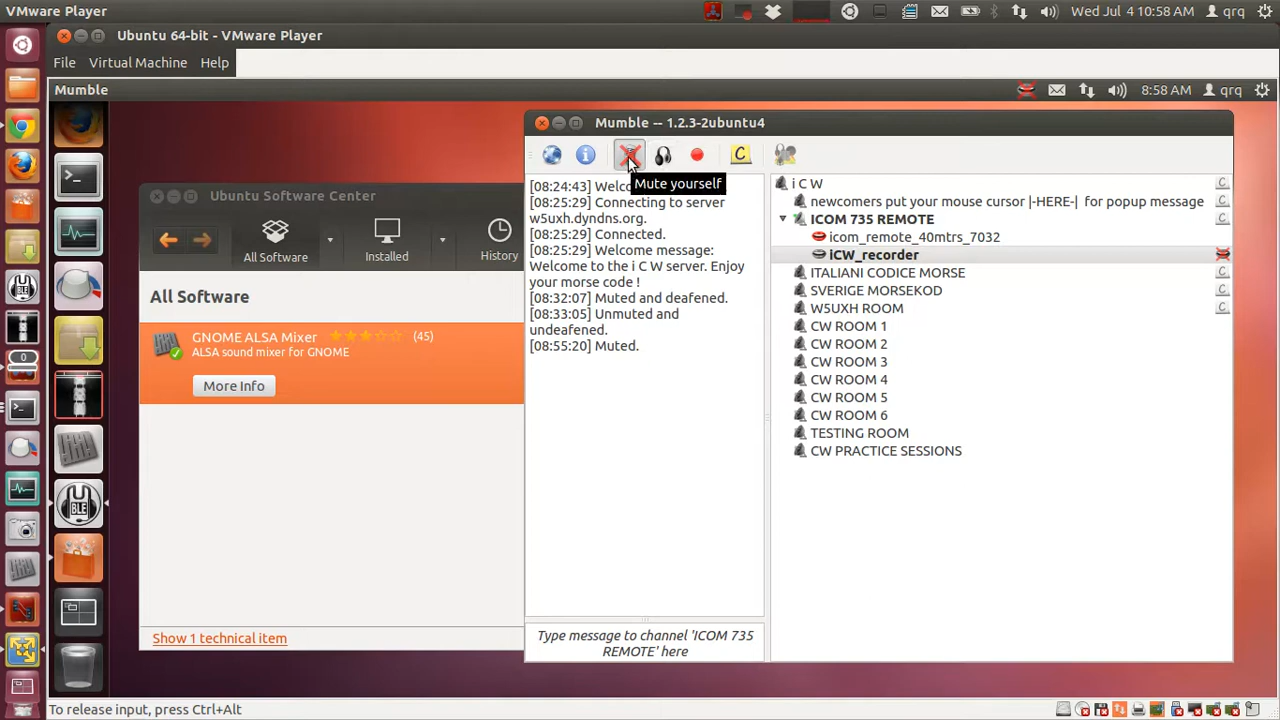 VMware Player
Wed Jul 4 10:58 AM
qrq
Ubuntu 64-bit - VMware Player
File
Virtual Machine
Help
Mumble
8:58 AM
qrq
Mumble -- 1.2.3-2ubuntu4
C
Mute yourself
Ubuntu Software Center
All Software
Installed
History
All Software
GNOME ALSA Mixer
(45)
ALSA sound mixer for GNOME
More Info
Show 1 technical item
[08:24:43] Welc
[08:25:29] Connecting to server
w5uxh.dyndns.org.
[08:25:29] Connected.
[08:25:29] Welcome message:
Welcome to the i C W server. Enjoy
your morse code !
[08:32:07] Muted and deafened.
[08:33:05] Unmuted and
undeafened.
[08:55:20] Muted.
Type message to channel 'ICOM 735
REMOTE' here
i C W
C
newcomers put your mouse cursor |-HERE-| for popup message
C
ICOM 735 REMOTE
C
icom_remote_40mtrs_7032
iCW_recorder
ITALIANI CODICE MORSE
C
SVERIGE MORSEKOD
C
W5UXH ROOM
C
CW ROOM 1
CW ROOM 2
CW ROOM 3
CW ROOM 4
CW ROOM 5
CW ROOM 6
TESTING ROOM
CW PRACTICE SESSIONS
0
BLE
BLE
To release input, press Ctrl+Alt